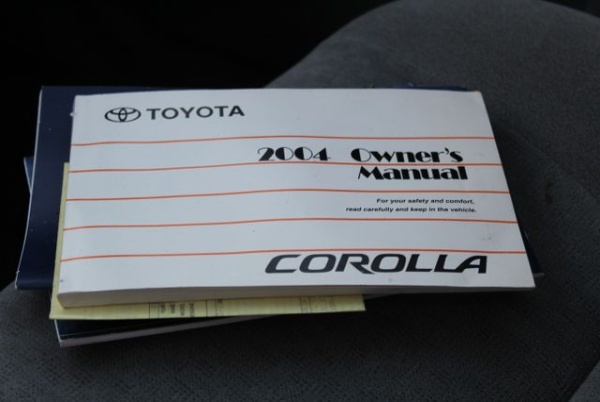 TOYOTA
2004 Owner's
Manual
For your safety and comfort,
read carefully and keep in the vehicle.
COROLLA